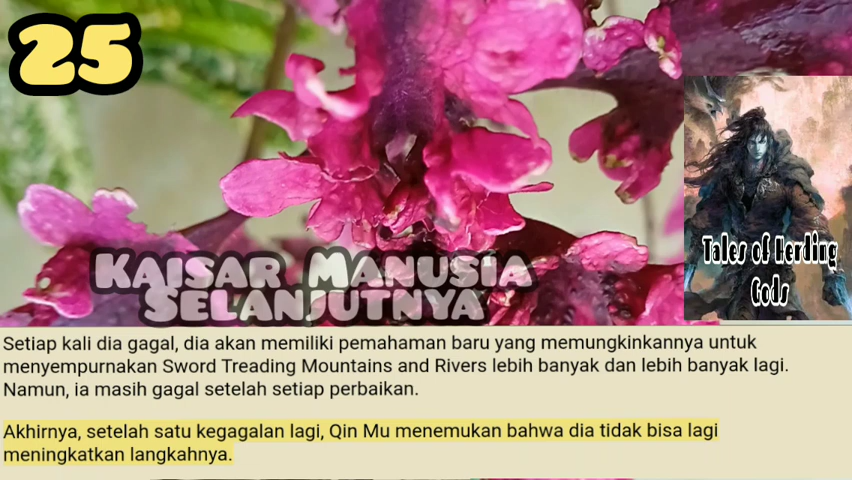 25
Tales of Herding
Gods
KAISAR MANUSIA
SELANJUTNYA
Setiap kali dia gagal, dia akan memiliki pemahaman baru yang memungkinkannya untuk
menyempurnakan Sword Treading Mountains and Rivers lebih banyak dan lebih banyak lagi.
Namun, ia masih gagal setelah setiap perbaikan.
Akhirnya, setelah satu kegagalan lagi, Qin Mu menemukan bahwa dia tidak bisa lagi
meningkatkan langkahnya.